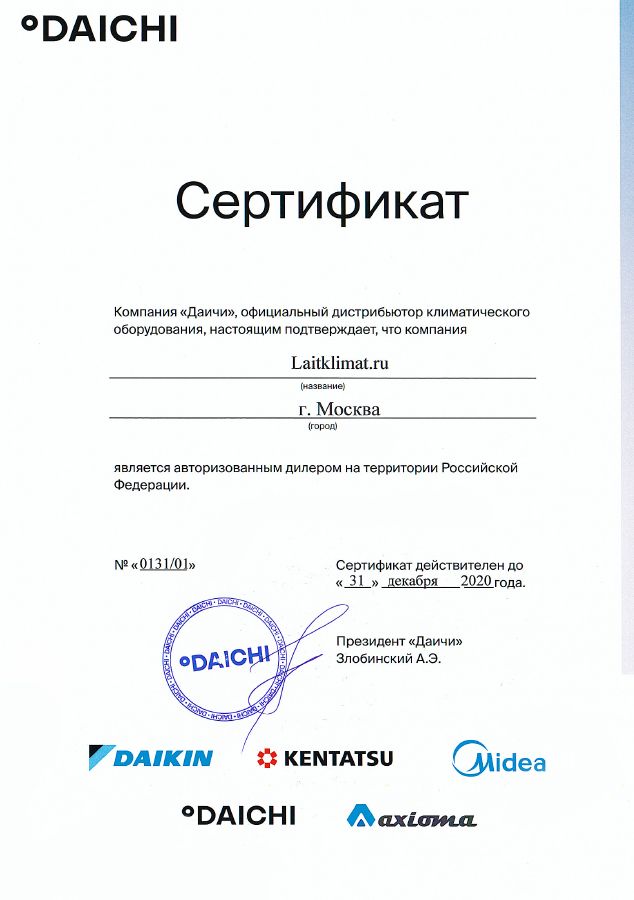 DAICHI
Сертификат
Компания «Даичи», официальный дистрибьютор климатического
оборудования, настоящим подтверждает, что компания
Laitklimat.ru
(название)
г. Москва
(город)
является авторизованным дилером на территории Российской
Федерации.
№ «0131/01»
Сертификат действителен до
« 31 » декабря 2020 года.
DAICHI
Президент «Даичи»
Злобинский А.Э.
DAIKIN
KENTATSU
Midea
DAICHI
axioma